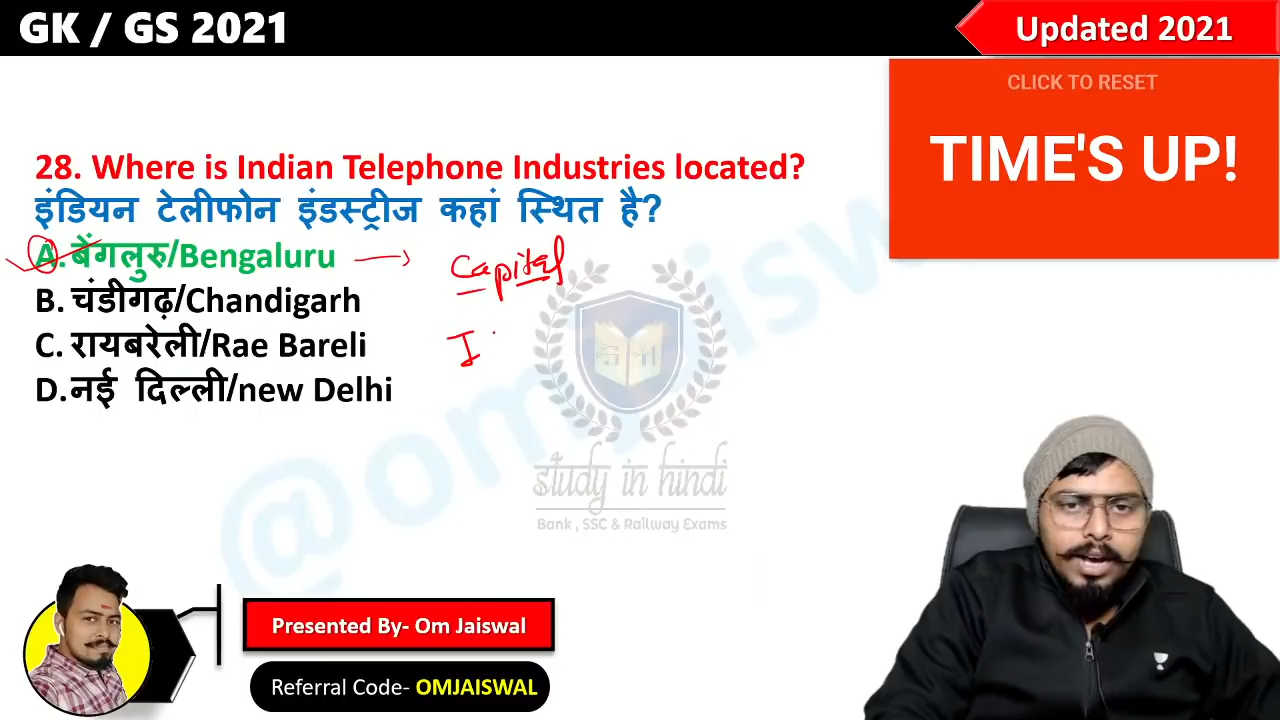 GK / GS 2021
Updated 2021
CLICK TO RESET
TIME'S UP!
28. Where is Indian Telephone Industries located?
इंडियन टेलीफोन इंडस्ट्रीज कहां स्थित है?
A. बेंगलुरु/Bengaluru
Capital
B. चंडीगढ़/Chandigarh
C. रायबरेली/Rae Bareli
I
D.नई दिल्ली/new Delhi
study in hindi
Bank , SSC & Railway Exams
Presented By- Om Jaiswal
Referral Code- OMJAISWAL